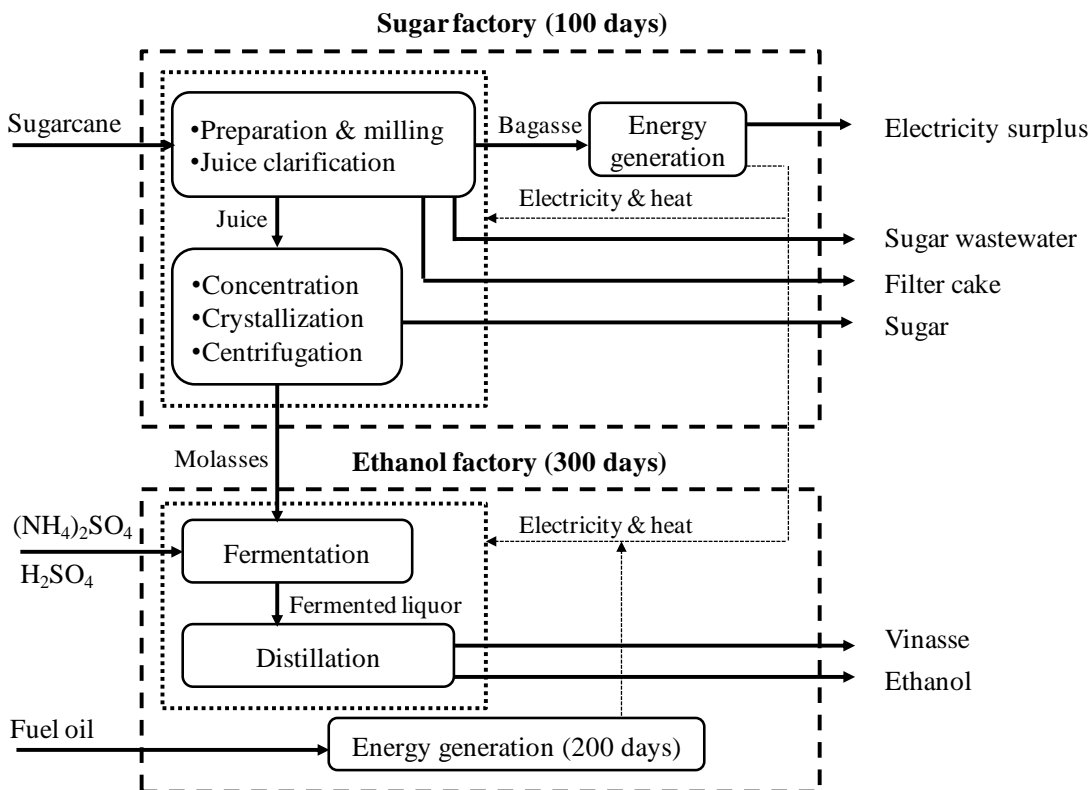 Sugar factory (100 days)
Sugarcane
•Preparation & milling
•Juice clarification
Bagasse
Energy
generation
Electricity surplus
Electricity & heat
Juice
Sugar wastewater
Filter cake
•Concentration
•Crystallization
•Centrifugation
Sugar
Molasses
Ethanol factory (300 days)
(NH4)2SO4
H2SO4
Electricity & heat
Fermentation
Fermented liquor
Distillation
Vinasse
Ethanol
Fuel oil
Energy generation (200 days)